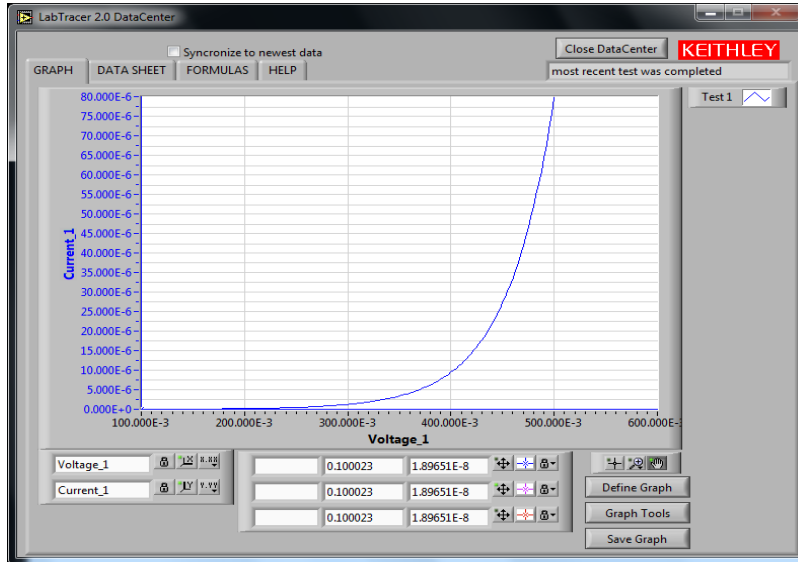 LabTracer 2.0 DataCenter
Syncronize to newest data
Close DataCenter
KEITHLEY
GRAPH DATA SHEET FORMULAS HELP
most recent test was completed
Test 1
80.000E-6
75.000E-6
70.000E-6
65.000E-6
60.000E-6
55.000E-6
50.000E-6
45.000E-6
40.000E-6
35.000E-6
30.000E-6
25.000E-6
20.000E-6
15.000E-6
10.000E-6
5.000E-6
0.000E+0
Current_1
100.000E-3 200.000E-3 300.000E-3 400.000E-3 500.000E-3
Voltage_1
Voltage_1 X X.XX
Current_1 Y Y.YY
0.100023 1.89651E-8
0.100023 1.89651E-8
0.100023 1.89651E-8
Define Graph
Graph Tools
Save Graph